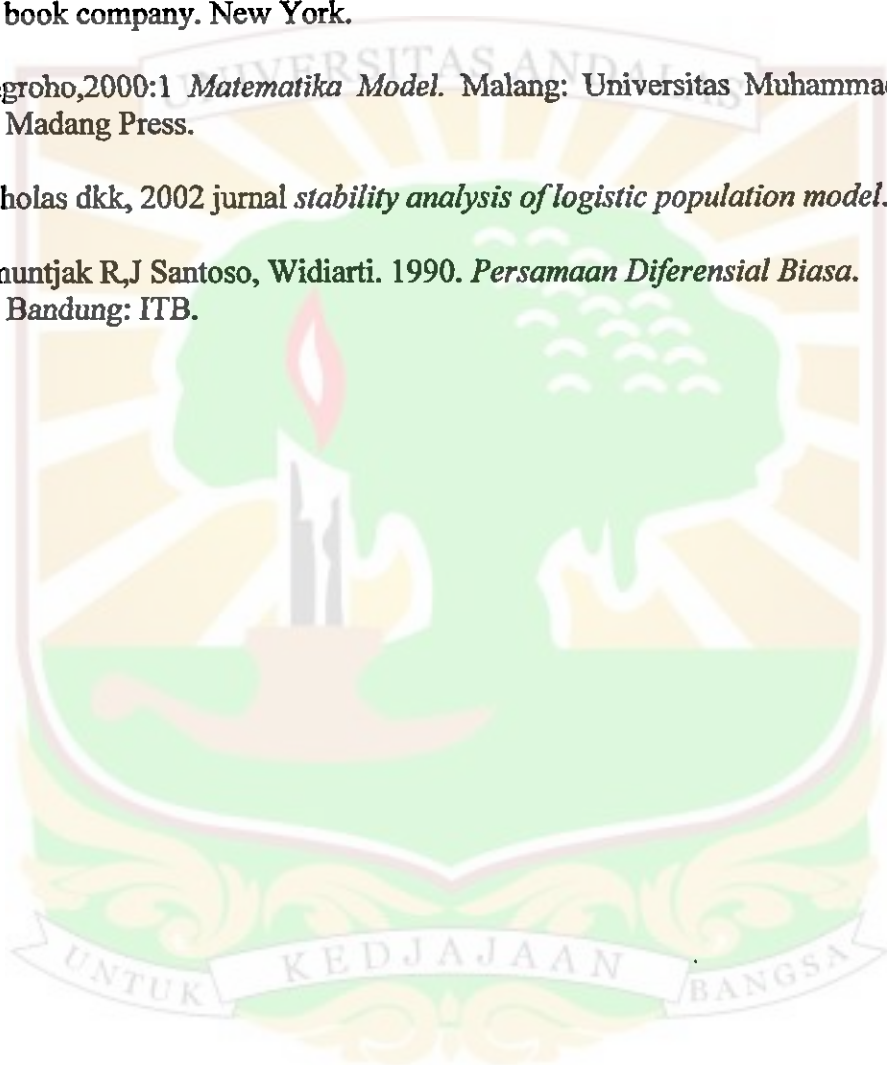 book company. New York.
UNIVERSITAS ANDALAS
groho,2000:1 Matematika Model. Malang: Universitas Muhammad
Madang Press.
holas dkk, 2002 jurnal stability analysis of logistic population model.
nuntjak R,J Santoso, Widiarti. 1990. Persamaan Diferensial Biasa.
Bandung: ITB.
UNTUK KEDJAJAAN BANGSA